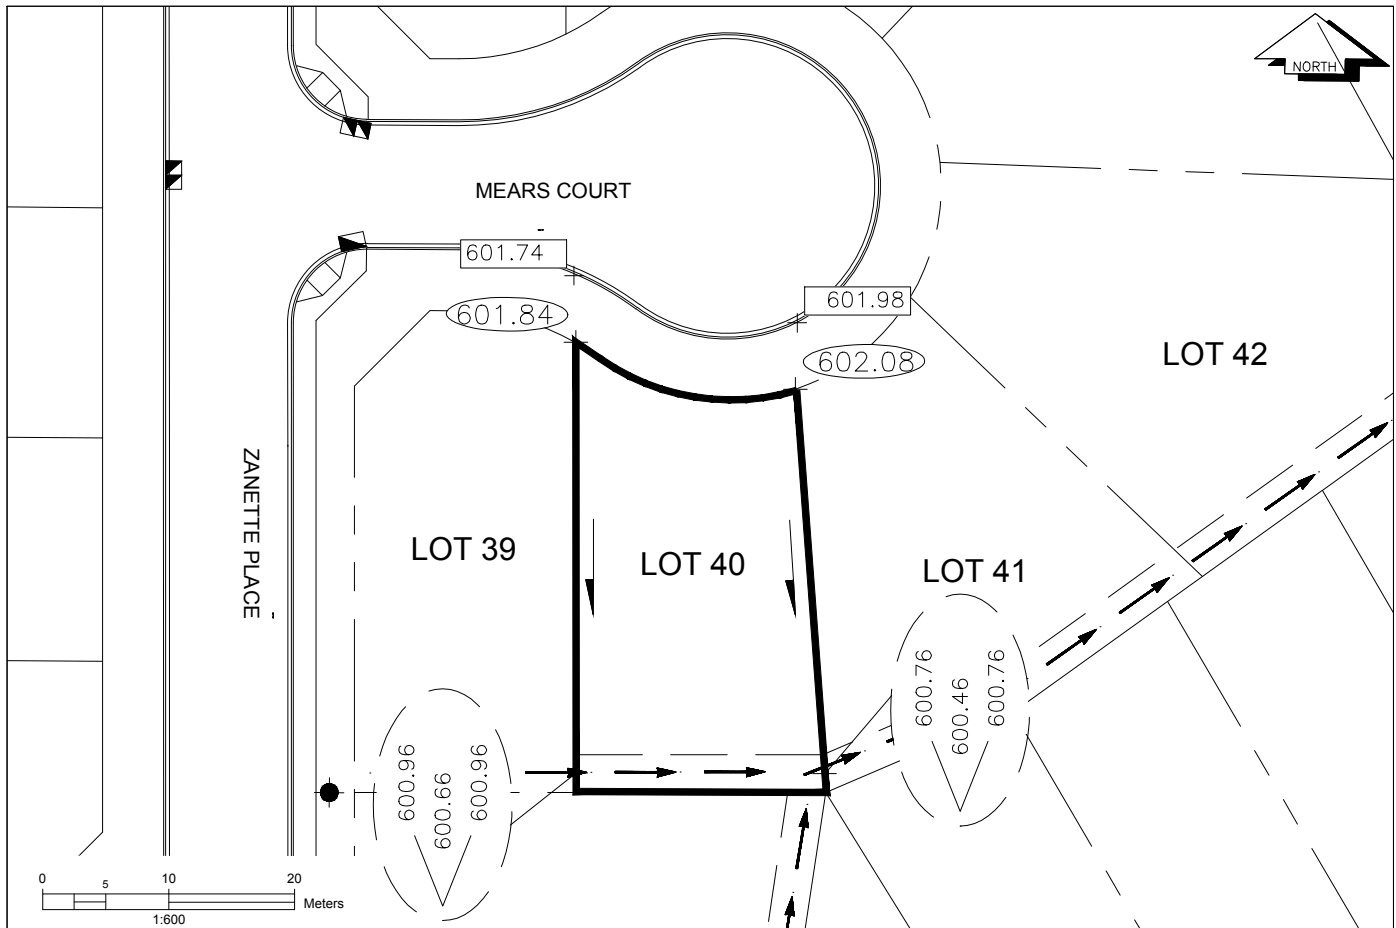 NORTH
MEARS COURT
601.74
601.84
601.98
602.08
LOT 42
ZANETTE PLACE
LOT 39
LOT 40
LOT 41
600.96
600.66
600.96
600.76
600.46
600.76
0 5 10 20
Meters
1:600